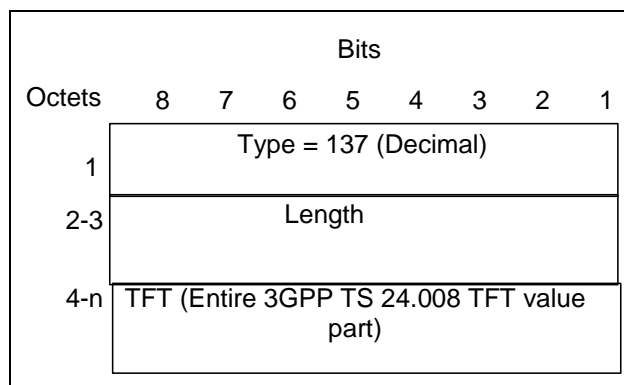 Bits
Octets 8 7 6 5 4 3 2 1
1 Type = 137 (Decimal)
2-3 Length
4-n TFT (Entire 3GPP TS 24.008 TFT value
part)